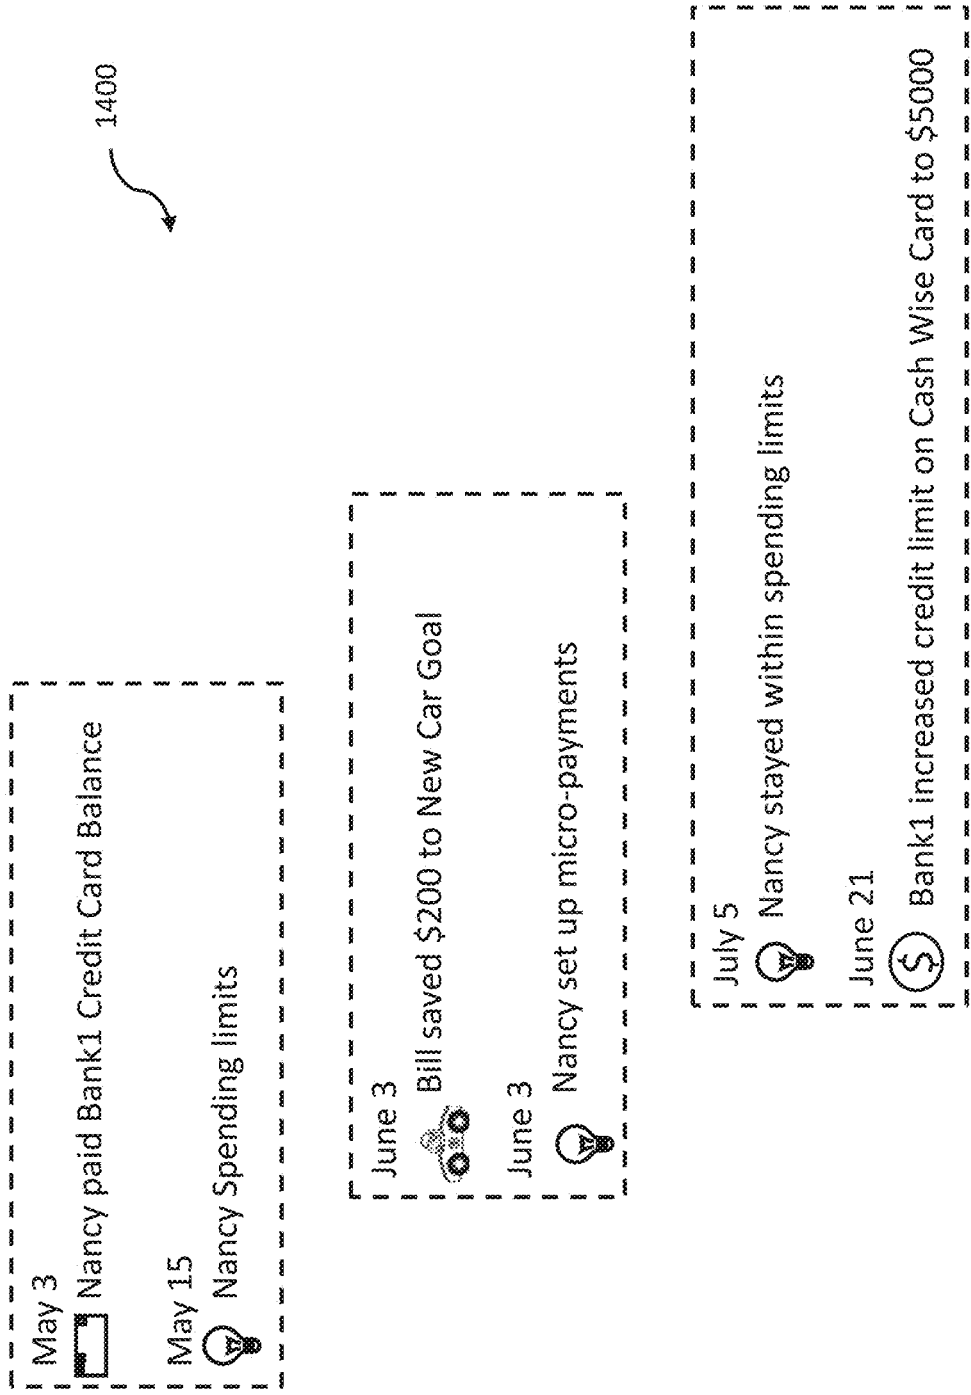 1400
May 3
Nancy paid Bank1 Credit Card Balance
May 15
Nancy Spending limits
June 3
Bill saved $200 to New Car Goal
June 3
Nancy set up micro-payments
July 5
Nancy stayed within spending limits
June 21
$ Bank1 increased credit limit on Cash Wise Card to $5000